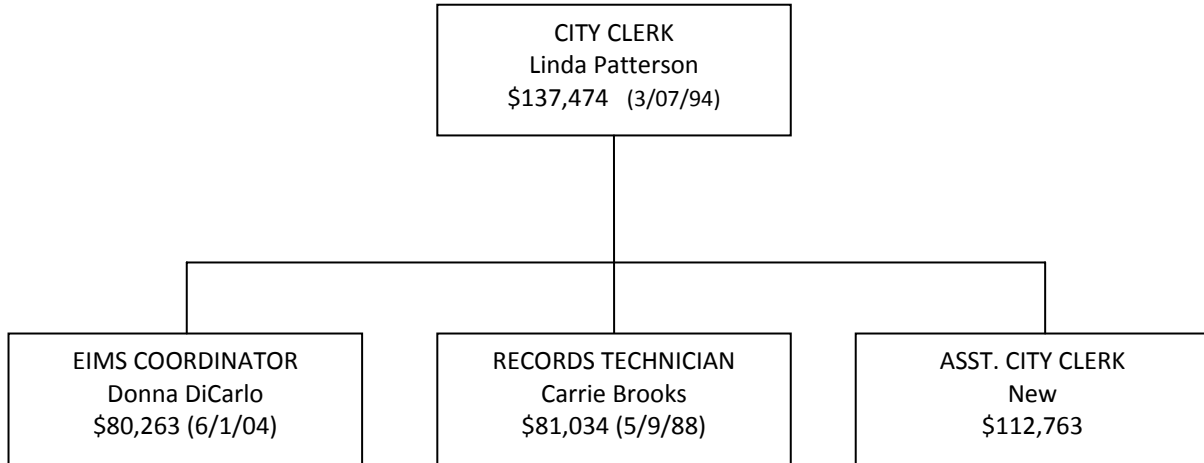 CITY CLERK
Linda Patterson
$137,474 (3/07/94)
EIMS COORDINATOR
Donna DiCarlo
$80,263 (6/1/04)
RECORDS TECHNICIAN
Carrie Brooks
$81,034 (5/9/88)
ASST. CITY CLERK
New
$112,763